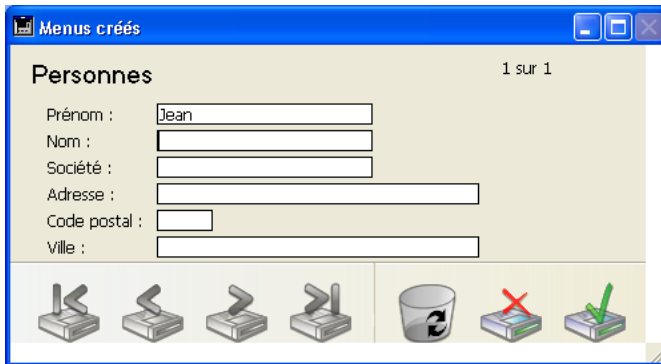 Menus créés
Personnes
1 sur 1
Prénom :
Jean
Nom :
Société :
Adresse :
Code postal :
Ville :